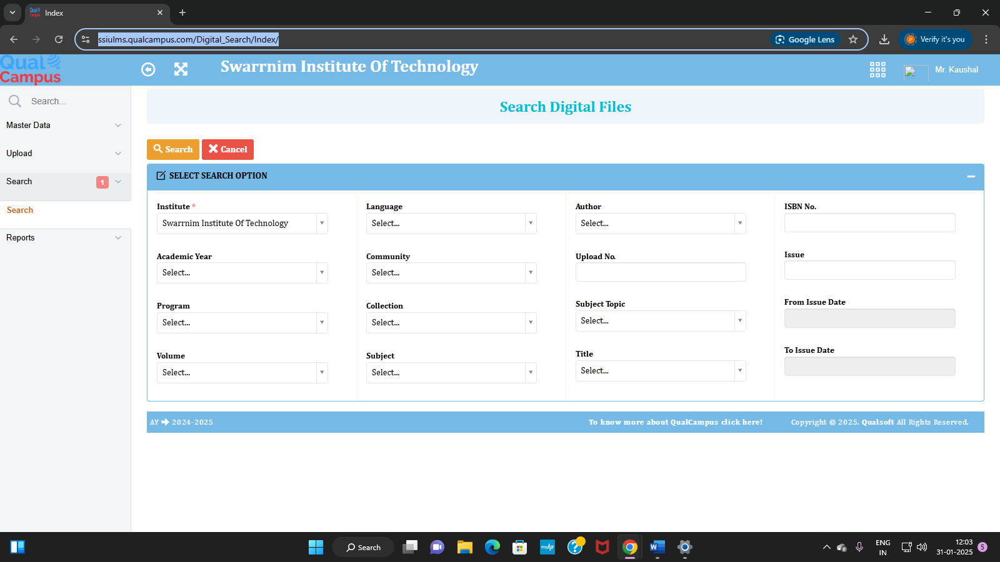 Qual Campus
Index
ssiulms.qualcampus.com/Digital_Search/Index/
Google Lens
P
Verify it's you
Qual
Campus
Swarrnim Institute Of Technology
Mr. Kaushal
Search...
Master Data
Upload
Search
1
Search
Reports
Search Digital Files
Search
Cancel
SELECT SEARCH OPTION
Institute *
Swarrnim Institute Of Technology
Academic Year
Select...
Program
Select...
Volume
Select...
Language
Select...
Community
Select...
Collection
Select...
Subject
Select...
Author
Select...
Upload No.
Subject Topic
Select...
Title
Select...
ISBN No.
Issue
From Issue Date
To Issue Date
AY 2024-2025
To know more about QualCampus click here!
Copyright © 2025. Qualsoft All Rights Reserved.
Search
myhp
W
ENG
IN
12:03
31-01-2025
5